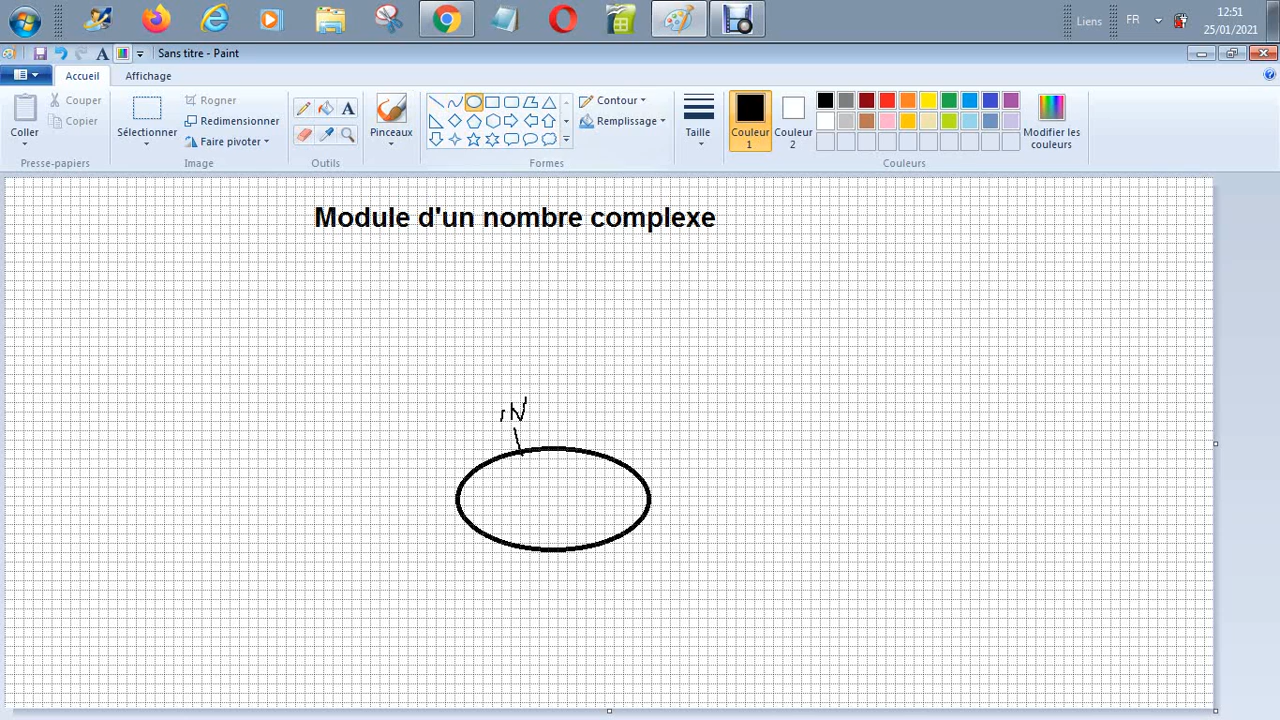 Liens
FR
12:51
25/01/2021
Sans titre - Paint
Accueil
Affichage
Coller
Couper
Copier
Presse-papiers
Sélectionner
Rogner
Redimensionner
Faire pivoter
Image
Outils
Pinceaux
Formes
Contour
Remplissage
Taille
Couleur
1
Couleur
2
Modifier les
couleurs
Couleurs
Module d'un nombre complexe
IN